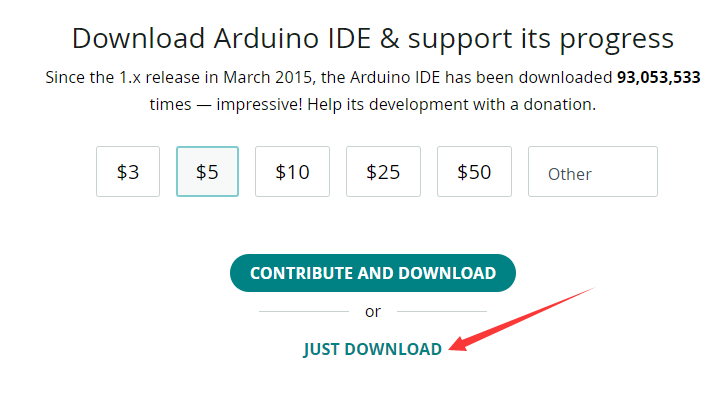 Download Arduino IDE & support its progress
Since the 1.x release in March 2015, the Arduino IDE has been downloaded 93,053,533
times — impressive! Help its development with a donation.
$3 $5 $10 $25 $50 Other
CONTRIBUTE AND DOWNLOAD
or
JUST DOWNLOAD